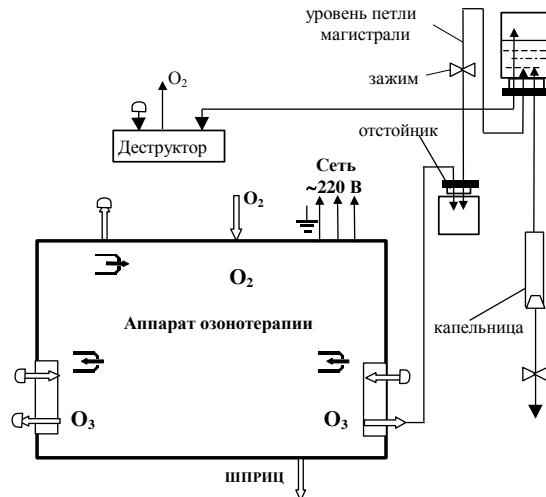 уровень петли
магистрали
зажим
O₂
Деструктор
отстойник
Сеть
~220 В
O₂
O₂
Аппарат озонотерапии
капельница
O₃
O₃
ШПРИЦ